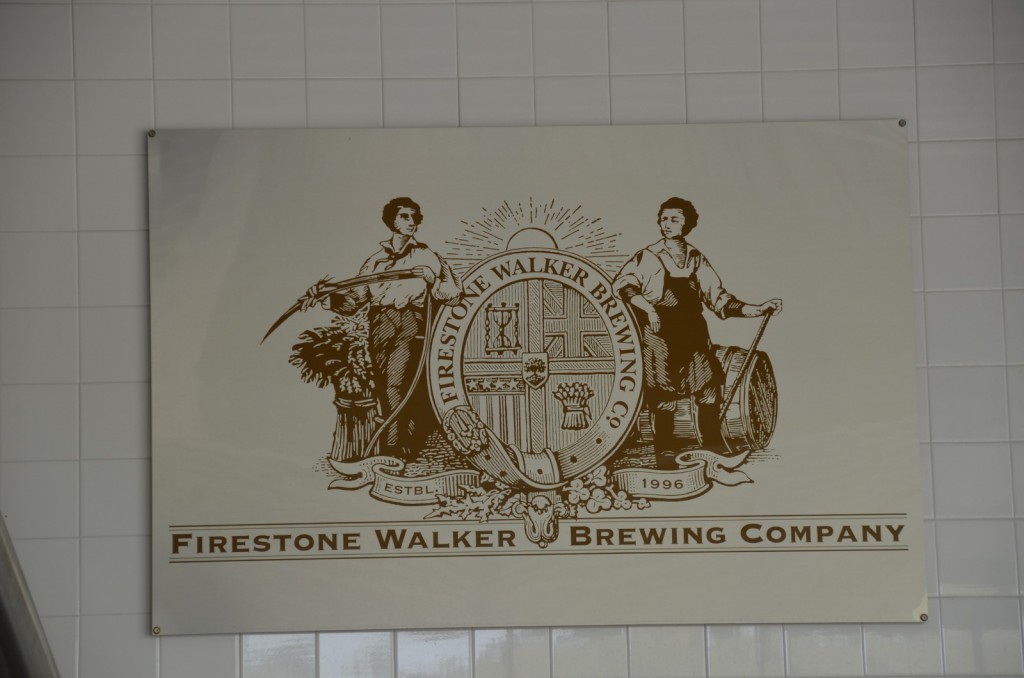 FIRESTONE WALKER BREWING CO.
ESTBL. 1996
FIRESTONE WALKER BREWING COMPANY